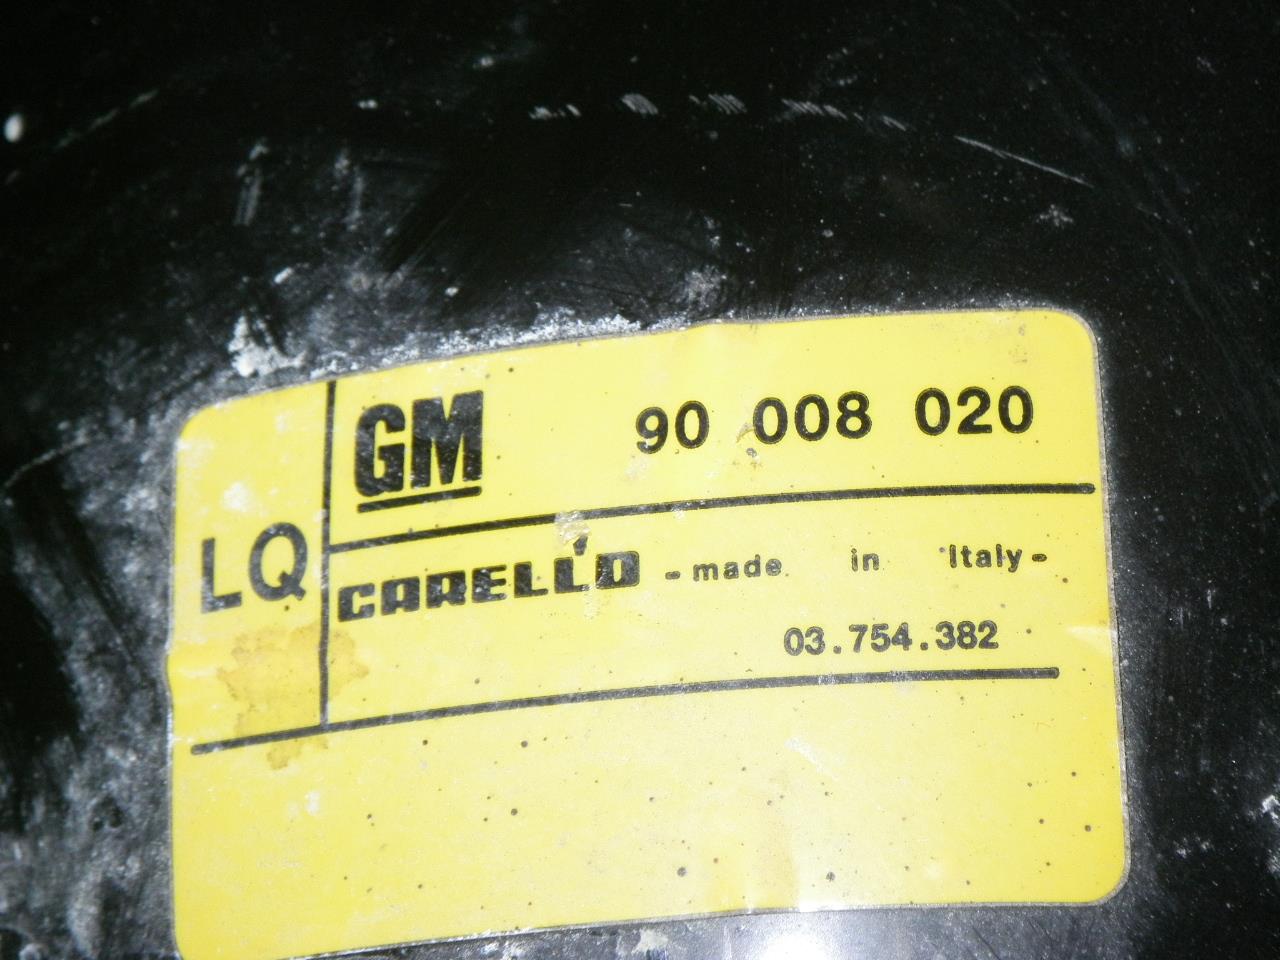 GM 90 008 020
LQ
CARELLO - made in Italy -
03.754.382